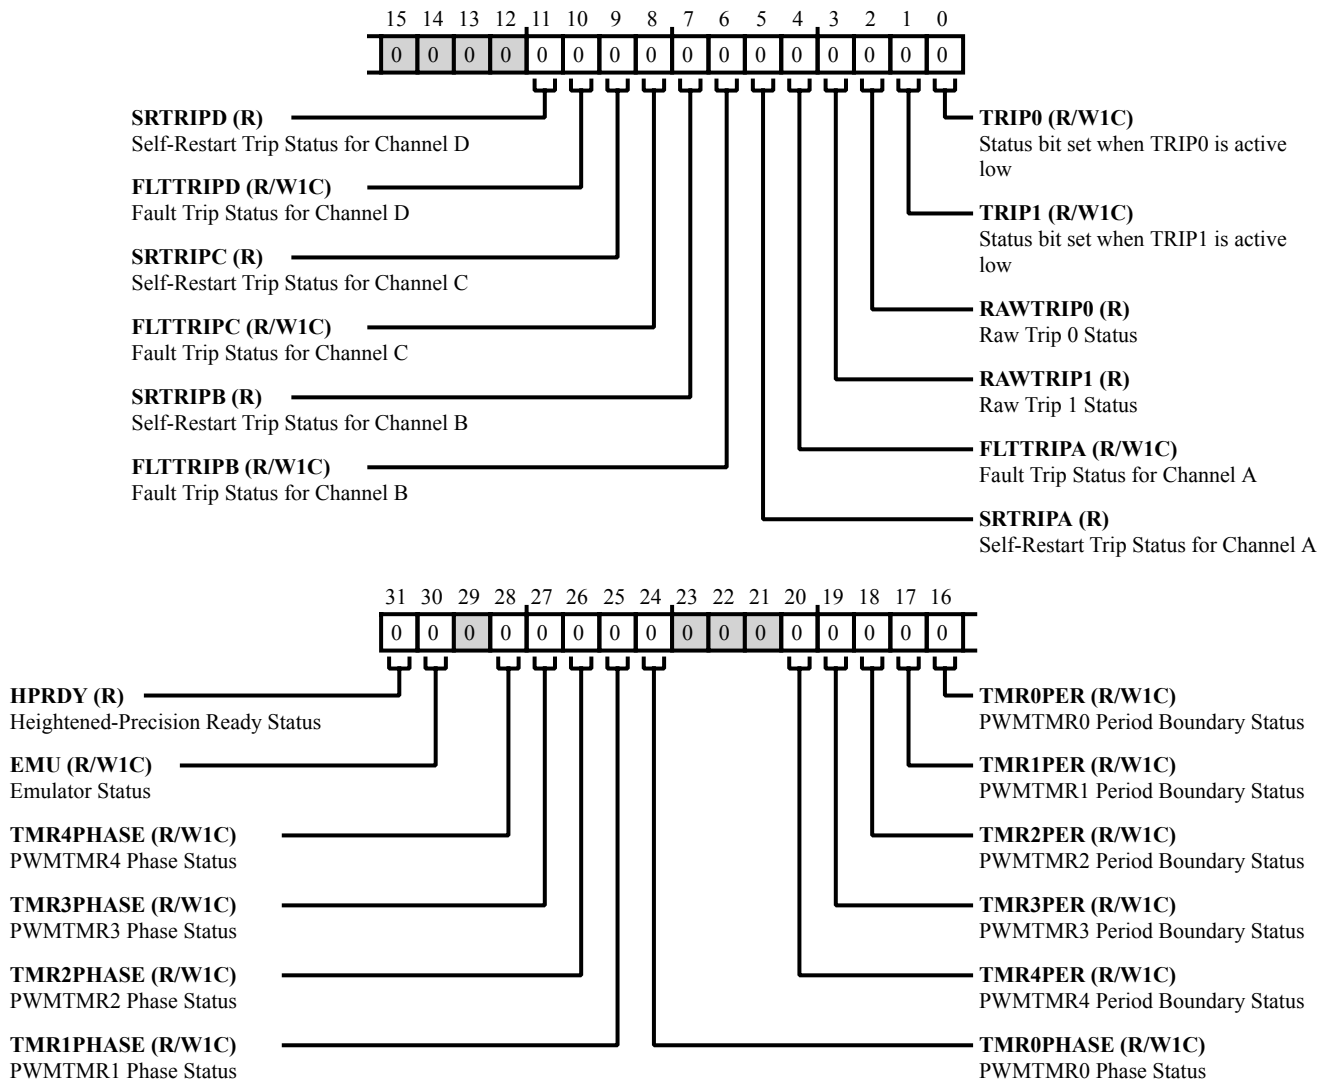 15 14 13 12 11 10 9 8 7 6 5 4 3 2 1 0
0 0 0 0 0 0 0 0 0 0 0 0 0 0 0 0
SRTRIPD (R)
Self-Restart Trip Status for Channel D
FLTTRIPD (R/W1C)
Fault Trip Status for Channel D
SRTRIPC (R)
Self-Restart Trip Status for Channel C
FLTTRIPC (R/W1C)
Fault Trip Status for Channel C
SRTRIPB (R)
Self-Restart Trip Status for Channel B
FLTTRIPB (R/W1C)
Fault Trip Status for Channel B
TRIP0 (R/W1C)
Status bit set when TRIP0 is active
low
TRIP1 (R/W1C)
Status bit set when TRIP1 is active
low
RAWTRIP0 (R)
Raw Trip 0 Status
RAWTRIP1 (R)
Raw Trip 1 Status
FLTTRIPA (R/W1C)
Fault Trip Status for Channel A
SRTRIPA (R)
Self-Restart Trip Status for Channel A
31 30 29 28 27 26 25 24 23 22 21 20 19 18 17 16
0 0 0 0 0 0 0 0 0 0 0 0 0 0 0 0
HPRDY (R)
Heightened-Precision Ready Status
EMU (R/W1C)
Emulator Status
TMR4PHASE (R/W1C)
PWMTMR4 Phase Status
TMR3PHASE (R/W1C)
PWMTMR3 Phase Status
TMR2PHASE (R/W1C)
PWMTMR2 Phase Status
TMR1PHASE (R/W1C)
PWMTMR1 Phase Status
TMR0PER (R/W1C)
PWMTMR0 Period Boundary Status
TMR1PER (R/W1C)
PWMTMR1 Period Boundary Status
TMR2PER (R/W1C)
PWMTMR2 Period Boundary Status
TMR3PER (R/W1C)
PWMTMR3 Period Boundary Status
TMR4PER (R/W1C)
PWMTMR4 Period Boundary Status
TMR0PHASE (R/W1C)
PWMTMR0 Phase Status